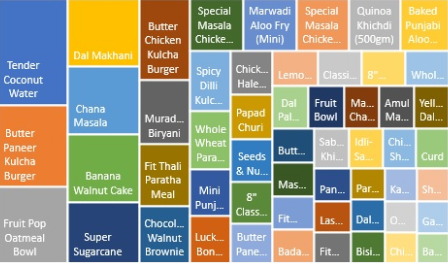 Tender
Coconut
Water
Butter
Paneer
Kulcha
Burger
Fruit Pop
Oatmeal
Bowl
Dal Makhani
Chana
Masala
Banana
Walnut Cake
Super
Sugarcane
Butter
Chicken
Kulcha
Burger
Murad...
Biryani
Fit Thali
Paratha
Meal
Chocol...
Walnut
Brownie
Special
Masala
Chicke...
Marwadi
Aloo Fry
(Mini)
Special
Masala
Chicke...
Quinoa
Khichdi
(500gm)
Baked
Punjabi
Aloo...
Spicy
Dilli
Kulc...
Whole
Wheat
Para...
Mini
Punj...
Luck...
Bon...
Chick...
Hale...
Papad
Churi
Seeds
& Nu...
8"
Class...
Butter
Pane...
Lemo...
Classi...
8"...
Whol...
Dal
Pal...
Fruit
Bowl
Ma...
Cha...
Amul
Ma...
Yell...
Dal...
Butt...
Sab...
Khi...
Idli-
Sa...
Chi...
Sh...
Curd
Mas...
Pan...
Par...
Ka...
Sh...
Fit...
Las...
Dal...
O...
Ga...
Bada...
Fit...
Bisi...
Chi...
Ba...